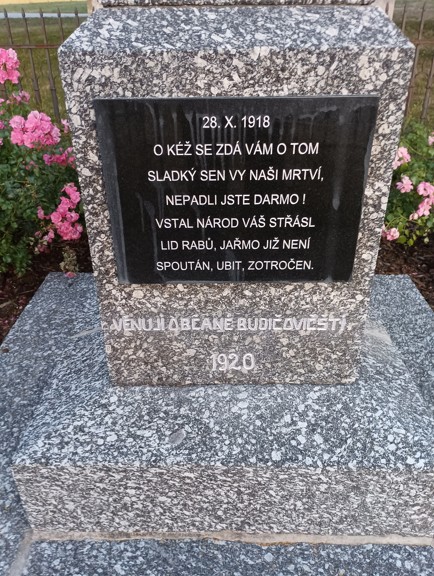 28. X. 1918
O KÉŽ SE ZDÁ VÁM O TOM
SLADKÝ SEN VY NAŠI MRTVÍ,
NEPADLI JSTE DARMO !
VSTAL NÁROD VÁŠ STŘÁSL
LID RABŮ, JAŘMO JIŽ NENÍ
SPOUTÁN, UBIT, ZOTROČEN.
VĚNUJÍ OBČANÉ BUDIČOVIČSTÍ
1920